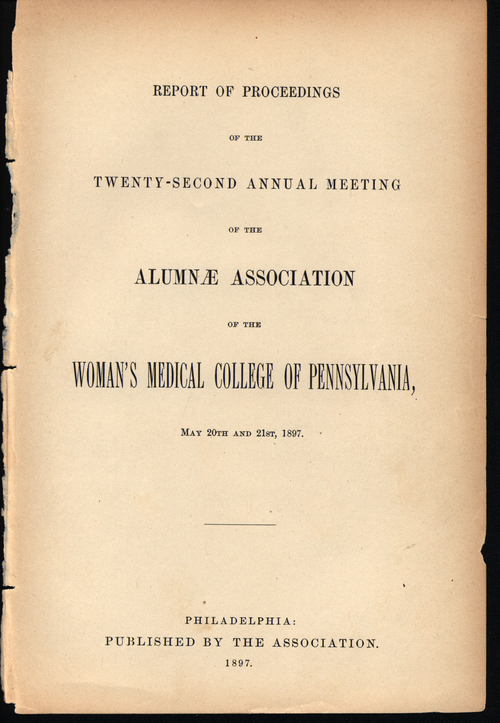 REPORT OF PROCEEDINGS
OF THE
TWENTY-SECOND ANNUAL MEETING
OF THE
ALUMNÆ ASSOCIATION
OF THE
WOMAN'S MEDICAL COLLEGE OF PENNSYLVANIA,
MAY 20TH AND 21ST, 1897.
PHILADELPHIA:
PUBLISHED BY THE ASSOCIATION.
1897.